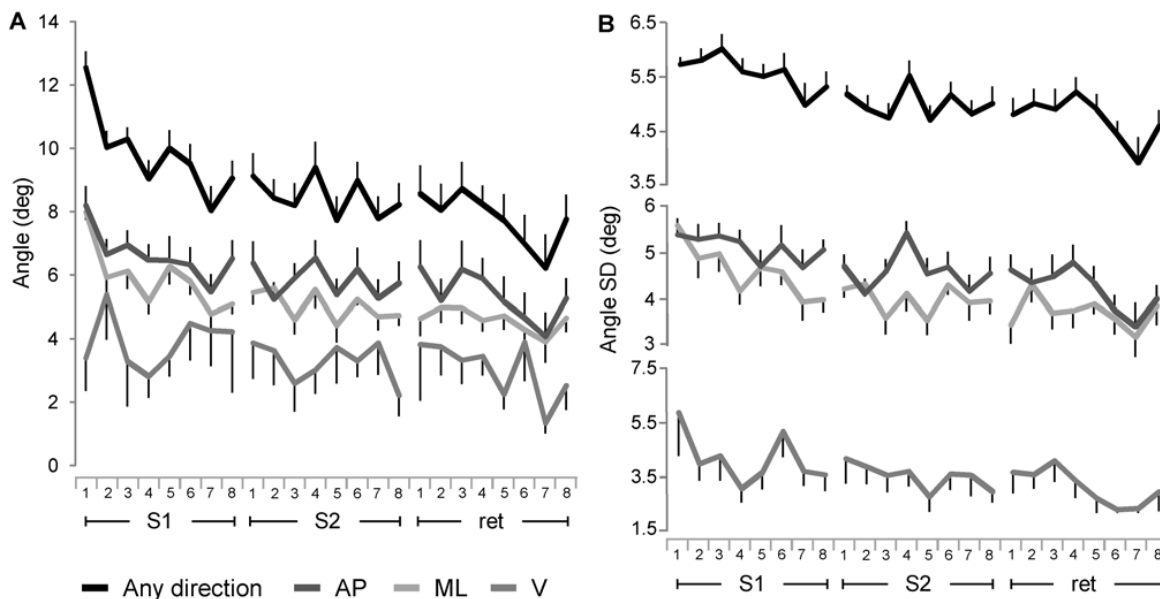 A
Angle (deg)
14
12
10
8
6
4
2
0
1 2 3 4 5 6 7 8 1 2 3 4 5 6 7 8 1 2 3 4 5 6 7 8
S1 S2 ret
B
Angle SD (deg)
6.5
5.5
4.5
3.5
6
5
4
3
7.5
5.5
3.5
1.5
1 2 3 4 5 6 7 8 1 2 3 4 5 6 7 8 1 2 3 4 5 6 7 8
S1 S2 ret
Any direction AP ML V